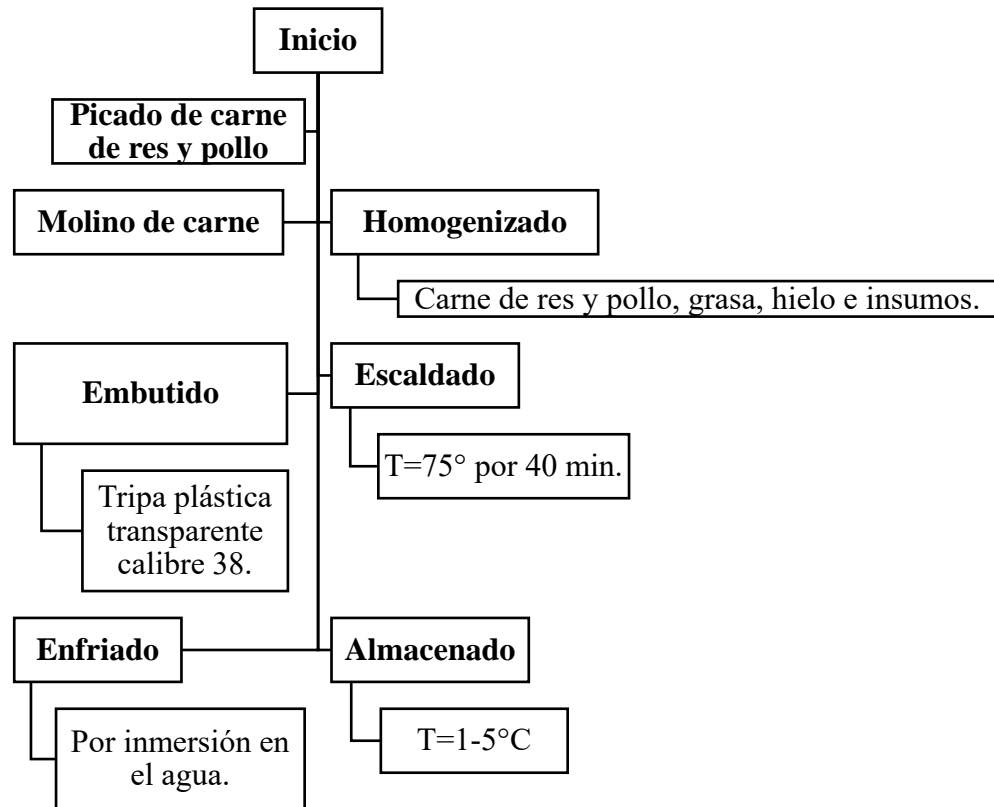 Inicio
Picado de carne
de res y pollo
Molino de carne
Homogenizado
Carne de res y pollo, grasa, hielo e insumos.
Embutido
Tripa plástica
transparente
calibre 38.
Escaldado
T=75° por 40 min.
Enfriado
Por inmersión en
el agua.
Almacenado
T=1-5°C